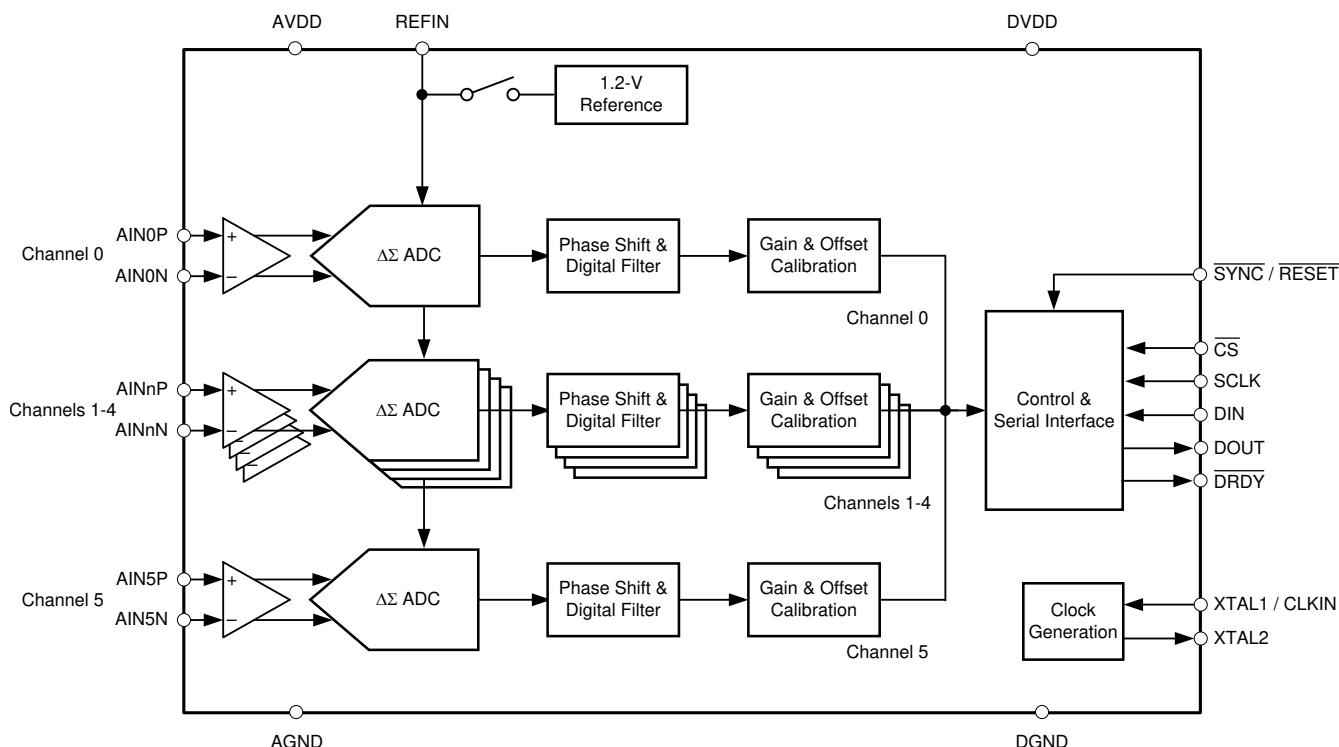 AVDD
REFIN
DVDD
1.2-V
Reference
Channel 0
AIN0P
AIN0N
+
−
ΔΣ ADC
Phase Shift &
Digital Filter
Gain & Offset
Calibration
Channel 0
SYNC / RESET
Channels 1-4
AINnP
AINnN
+
−
−
−
−
ΔΣ ADC
Phase Shift &
Digital Filter
Gain & Offset
Calibration
Channels 1-4
Control &
Serial Interface
CS
SCLK
DIN
DOUT
DRDY
Channel 5
AIN5P
AIN5N
+
−
ΔΣ ADC
Phase Shift &
Digital Filter
Gain & Offset
Calibration
Channel 5
Clock
Generation
XTAL1 / CLKIN
XTAL2
AGND
DGND